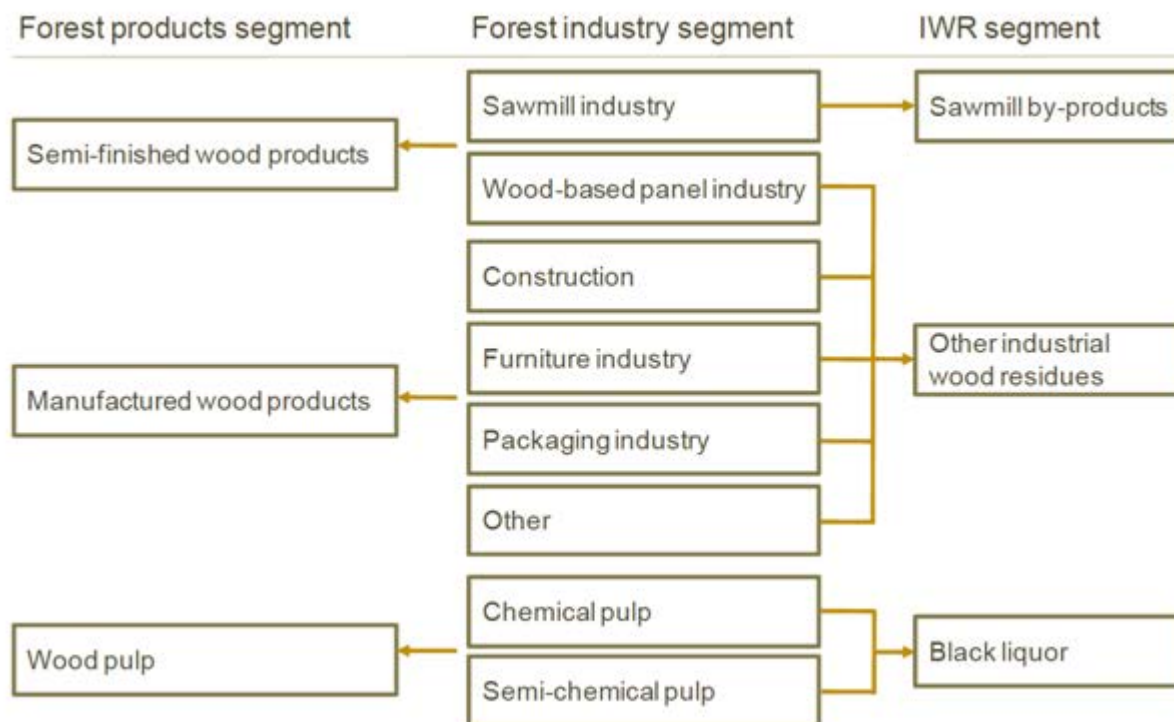 Forest products segment
Forest industry segment
IWR segment
Sawmill industry
Sawmill by-products
Semi-finished wood products
Wood-based panel industry
Construction
Furniture industry
Other industrial
wood residues
Manufactured wood products
Packaging industry
Other
Chemical pulp
Wood pulp
Black liquor
Semi-chemical pulp